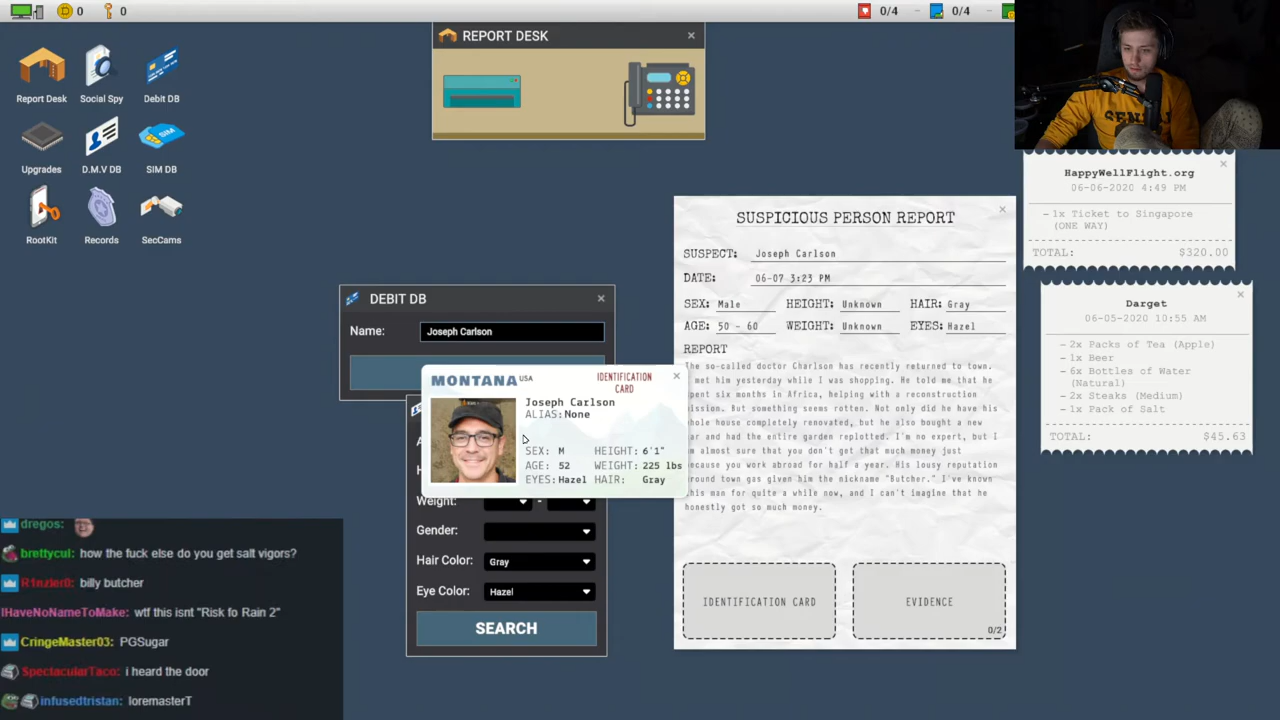 0
0
0/4
0/4
REPORT DESK
Report Desk
Social Spy
Debit DB
Upgrades
D.M.V DB
SIM DB
RootKit
Records
SecCams
HappyWellFlight.org
06-06-2020 4:49 PM
– 1x Ticket to Singapore
(ONE WAY)
TOTAL: $320.00
Darget
06-05-2020 10:55 AM
– 2x Packs of Tea (Apple)
– 1x Beer
– 6x Bottles of Water
(Natural)
– 2x Steaks (Medium)
– 1x Pack of Salt
TOTAL: $45.63
SUSPICIOUS PERSON REPORT
SUSPECT: Joseph Carlson
DATE: 06-07 3:23 PM
SEX: Male HEIGHT: Unknown HAIR: Gray
AGE: 50 - 60 WEIGHT: Unknown EYES: Hazel
REPORT
The so-called doctor Charlson has recently returned to town.
met him yesterday while I was shopping. He told me that he
spent six months in Africa, helping with a reconstruction
mission. But something seems rotten. Not only did he have his
whole house completely renovated, but he also bought a new
car and had the entire garden replotted. I'm no expert, but I
am almost sure that you don't get that much money just
because you work abroad for half a year. His lousy reputation
around town gave him the nickname "Butcher." I've known
this man for quite a while now, and I can't imagine that he
honestly got so much money.
IDENTIFICATION CARD
EVIDENCE
0/2
DEBIT DB
Name: Joseph Carlson
MONTANA USA
IDENTIFICATION
CARD
Joseph Carlson
ALIAS: None
SEX: M HEIGHT: 6'1"
AGE: 52 WEIGHT: 225 lbs
EYES: Hazel HAIR: Gray
Weight: -
Gender:
Hair Color: Gray
Eye Color: Hazel
SEARCH
dregos:
brettycul: how the fuck else do you get salt vigors?
R1nzler0: billy butcher
IHaveNoNameToMake: wtf this isnt "Risk fo Rain 2"
CringeMaster03: PGSugar
SpectacularTaco: i heard the door
infusedtristan: loremasterT